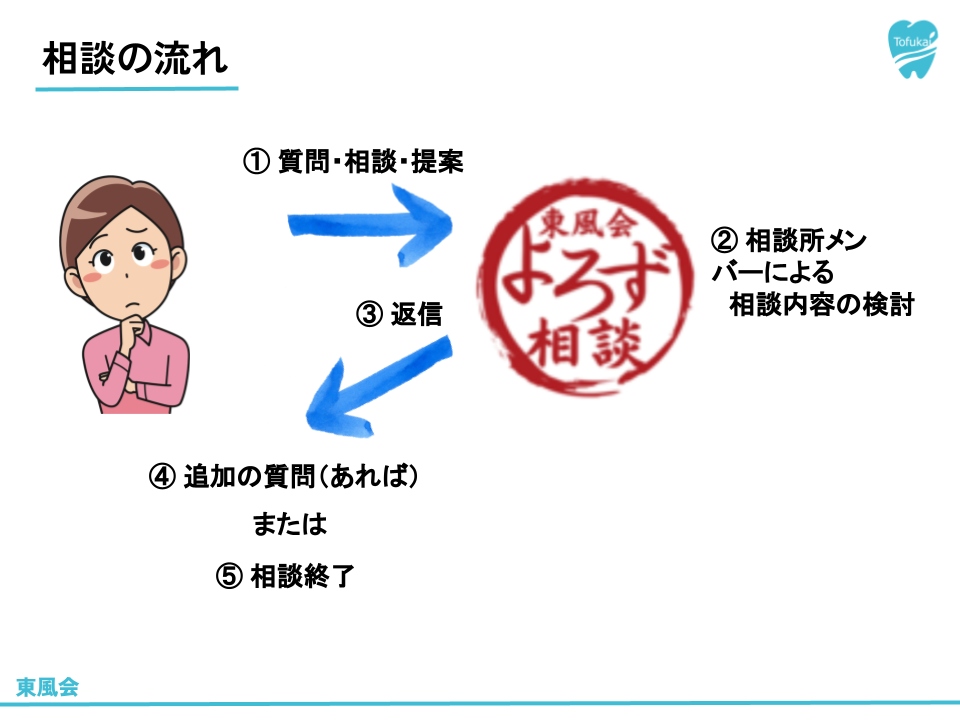 相談の流れ
Tofukai
① 質問・相談・提案
東風会
よろず
相談
② 相談所メン
バーによる
相談内容の検討
③ 返信
④ 追加の質問(あれば)
または
⑤ 相談終了
東風会